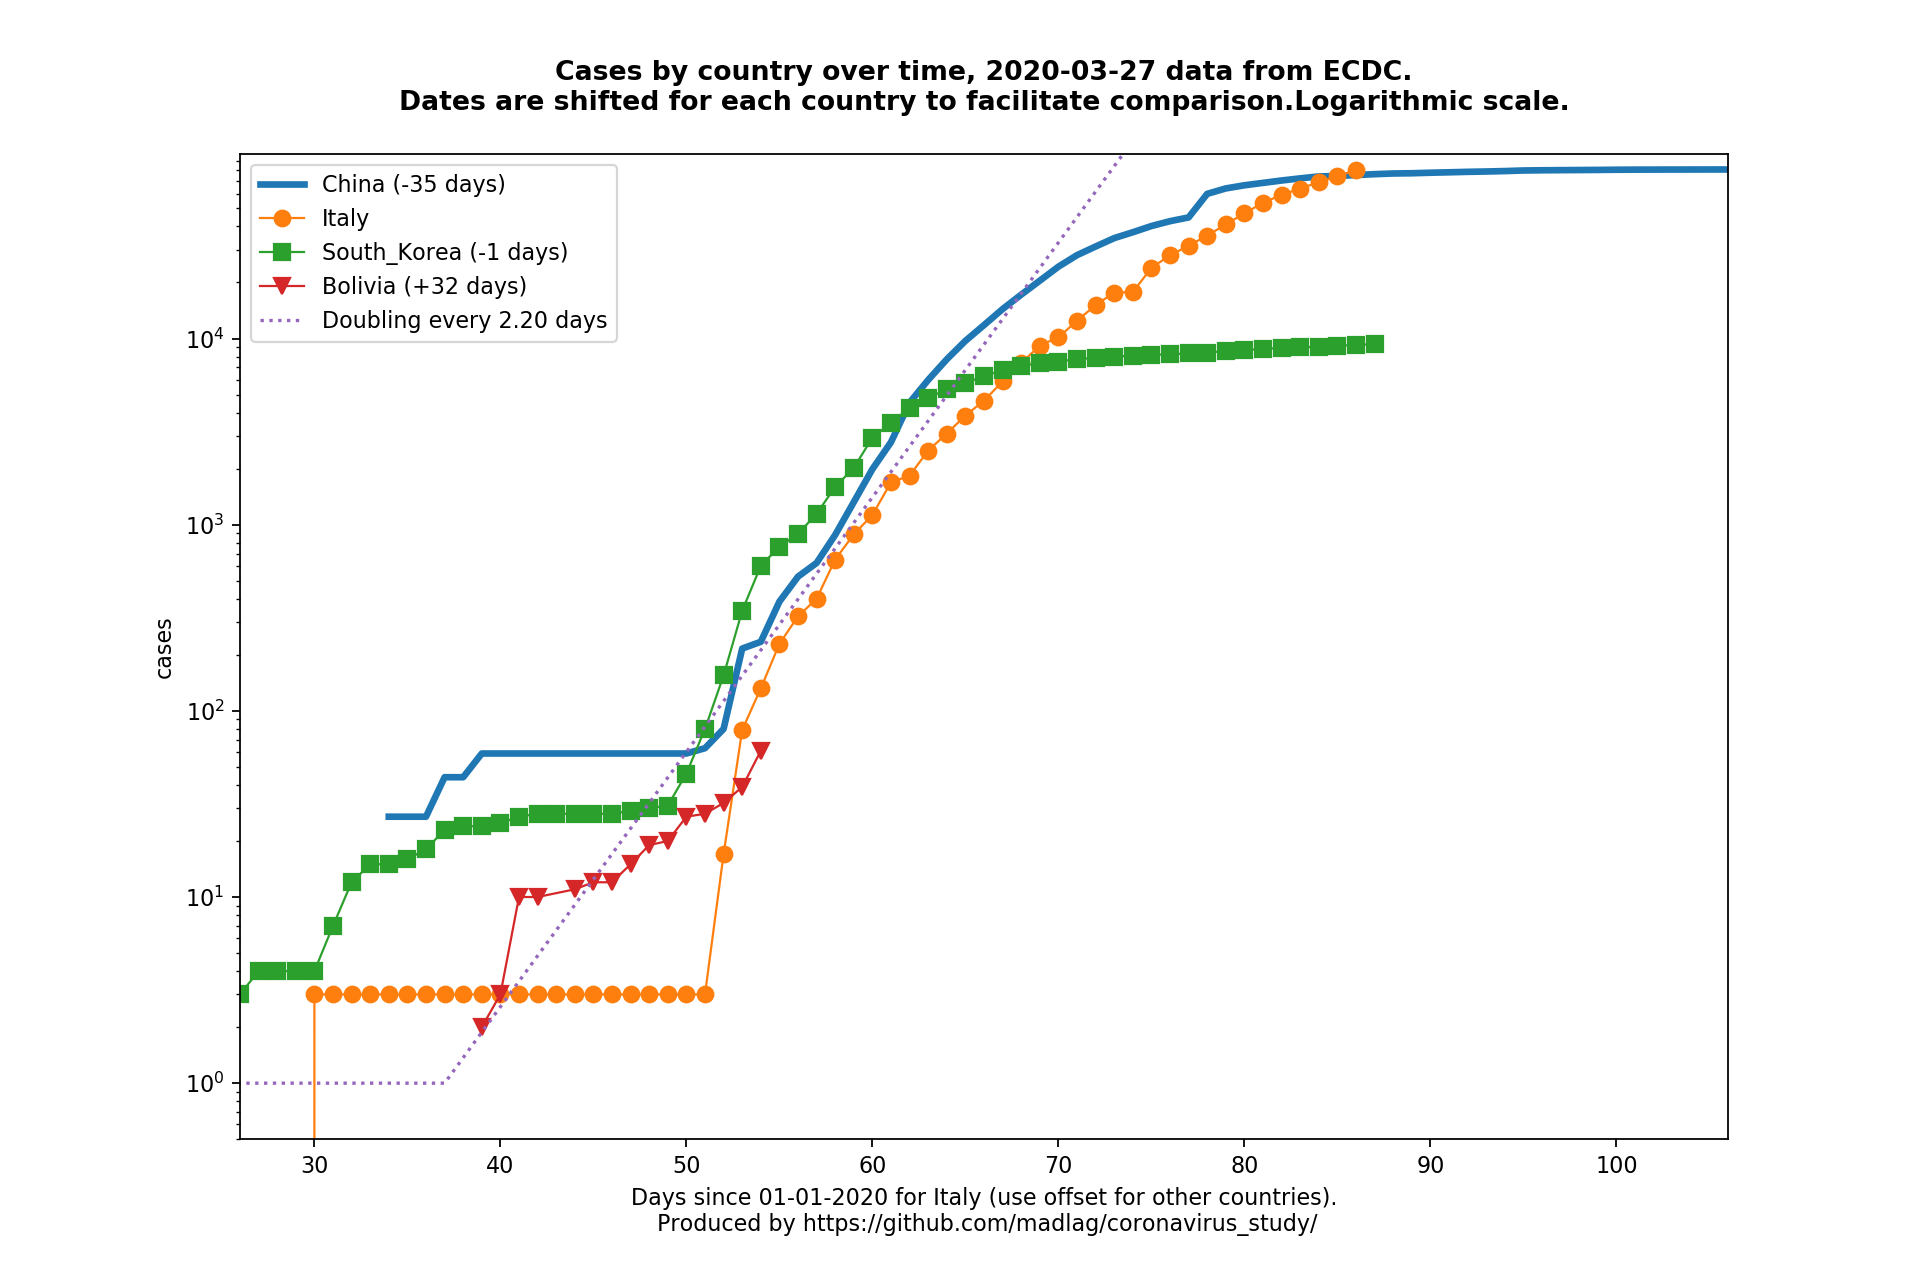 Cases by country over time, 2020-03-27 data from ECDC.
Dates are shifted for each country to facilitate comparison.Logarithmic scale.
China (-35 days)
Italy
South_Korea (-1 days)
Bolivia (+32 days)
Doubling every 2.20 days
10⁴
10³
10²
10¹
10⁰
cases
30 40 50 60 70 80 90 100
Days since 01-01-2020 for Italy (use offset for other countries).
Produced by https://github.com/madlag/coronavirus_study/